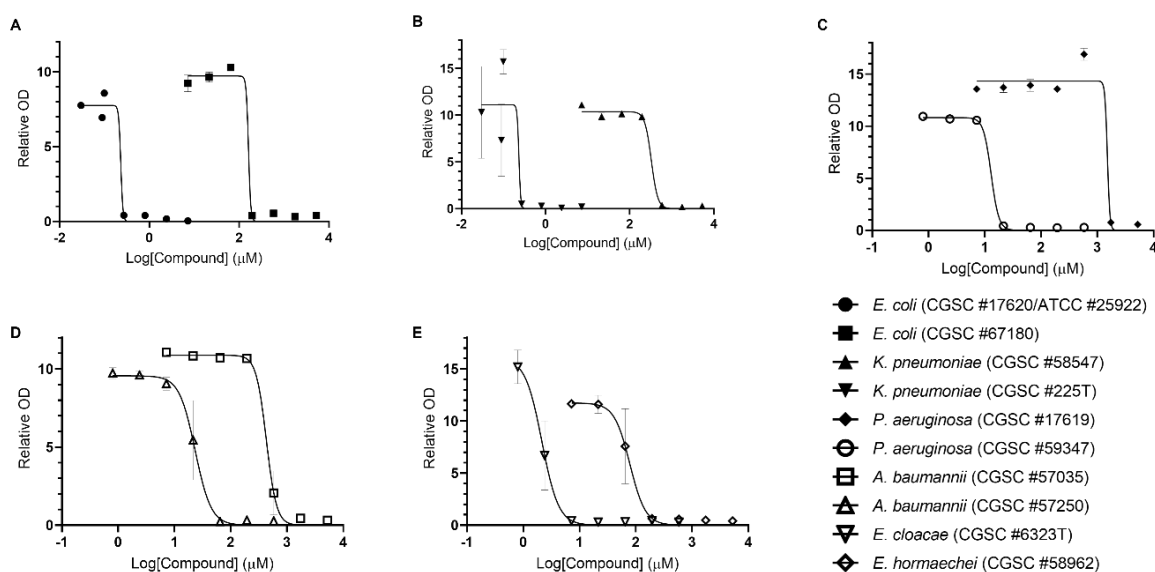 A
Relative OD
10
5
0
-2
0
2
4
Log[Compound] (μM)
B
Relative OD
20
15
10
5
0
-2
0
2
4
Log[Compound] (μM)
C
Relative OD
20
15
10
5
0
-1
0
1
2
3
4
Log[Compound] (μM)
D
Relative OD
10
5
0
-1
0
1
2
3
4
Log[Compound] (μM)
E
Relative OD
15
10
5
0
-1
0
1
2
3
4
Log[Compound] (μM)
E. coli (CGSC #17620/ATCC #25922)
E. coli (CGSC #67180)
K. pneumoniae (CGSC #58547)
K. pneumoniae (CGSC #225T)
P. aeruginosa (CGSC #17619)
P. aeruginosa (CGSC #59347)
A. baumannii (CGSC #57035)
A. baumannii (CGSC #57250)
E. cloacae (CGSC #6323T)
E. hormaechei (CGSC #58962)